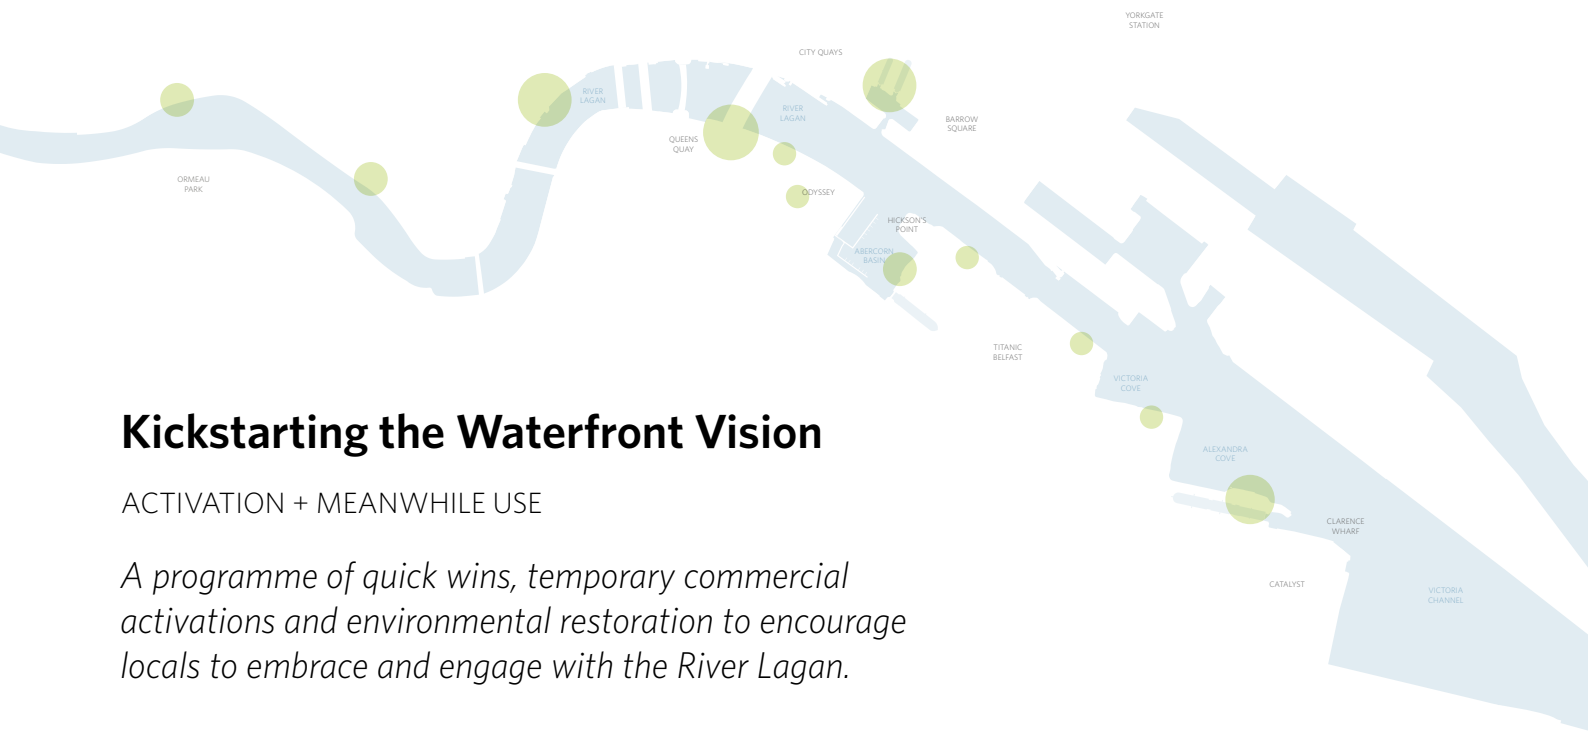 YORKGATE
STATION
CITY QUAYS
RIVER
LAGAN
RIVER
LAGAN
BARROW
SQUARE
QUEENS
QUAY
ORMEAU
PARK
ODYSSEY
HICKSON'S
POINT
ABERCORN
BASIN
TITANIC
BELFAST
VICTORIA
COVE
Kickstarting the Waterfront Vision
ALEXANDRA
COVE
ACTIVATION + MEANWHILE USE
CLARENCE
WHARF
A programme of quick wins, temporary commercial
activations and environmental restoration to encourage
locals to embrace and engage with the River Lagan.
CATALYST
VICTORIA
CHANNEL